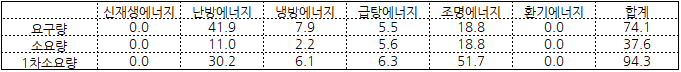 신재생에너지 난방에너지 냉방에너지 급탕에너지 조명에너지 환기에너지 합계
요구량 0.0 41.9 7.9 5.5 18.8 0.0 74.1
소요량 0.0 11.0 2.2 5.6 18.8 0.0 37.6
1차소요량 0.0 30.2 6.1 6.3 51.7 0.0 94.3